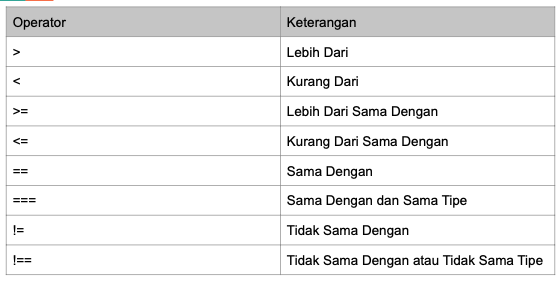 Operator Keterangan
> Lebih Dari
< Kurang Dari
>= Lebih Dari Sama Dengan
<= Kurang Dari Sama Dengan
== Sama Dengan
=== Sama Dengan dan Sama Tipe
!= Tidak Sama Dengan
!== Tidak Sama Dengan atau Tidak Sama Tipe